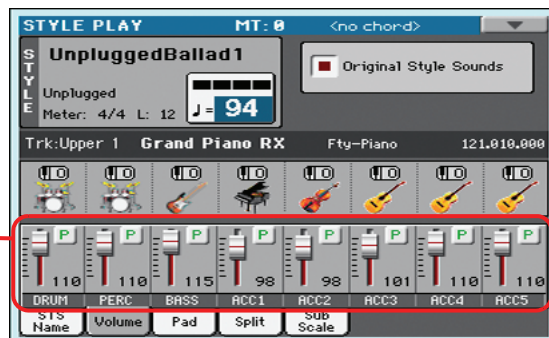 STYLE PLAY MT: 0 <no chord>
STYLE
UnpluggedBallad1
Original Style Sounds
Unplugged
Meter: 4/4 L: 12 ♩= 94
Trk:Upper 1 Grand Piano RX Fty-Piano 121.010.000
P P P P P P P P
110 110 115 98 98 101 110 110
DRUM PERC BASS ACC1 ACC2 ACC3 ACC4 ACC5
STS Name Volume Pad Split Sub Scale